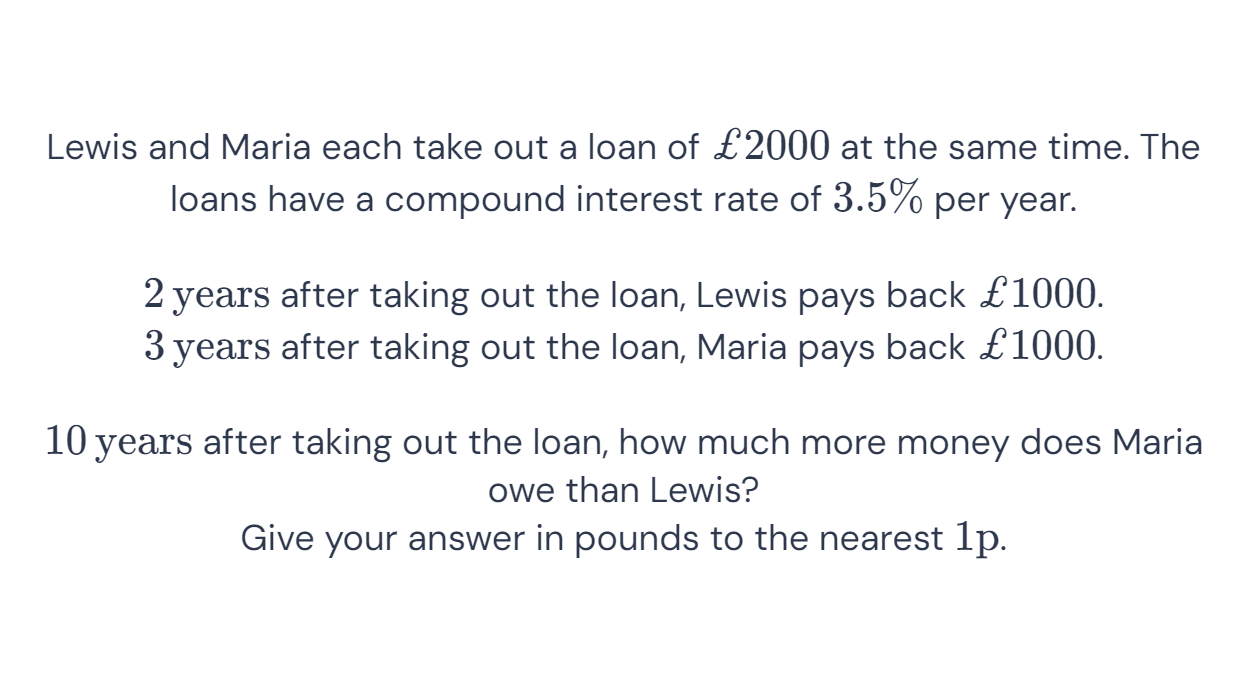 Lewis and Maria each take out a loan of £2000 at the same time. The
loans have a compound interest rate of 3.5% per year.
2 years after taking out the loan, Lewis pays back £1000.
3 years after taking out the loan, Maria pays back £1000.
10 years after taking out the loan, how much more money does Maria
owe than Lewis?
Give your answer in pounds to the nearest 1p.